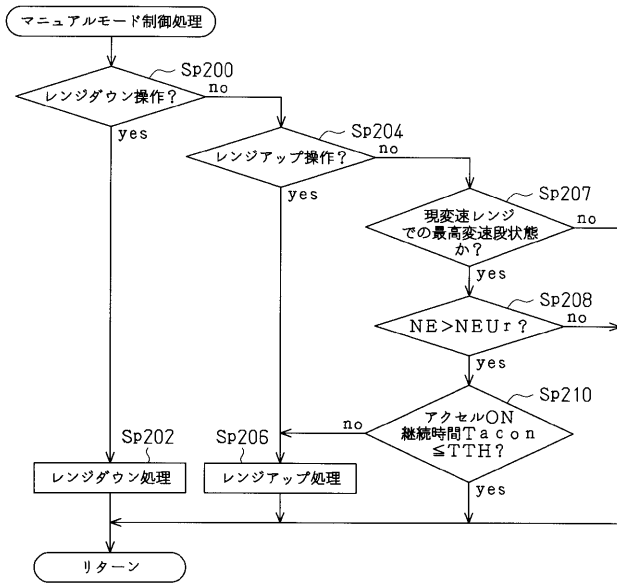 マニュアルモード制御処理
Sp200
レンジダウン操作?
no
yes
Sp204
レンジアップ操作?
no
yes
Sp207
現変速レンジ
での最高変速段状態
か?
no
yes
Sp208
NE>NEUr?
no
yes
Sp210
アクセルON
継続時間Tacon
≦TTH?
no
yes
Sp202
レンジダウン処理
Sp206
レンジアップ処理
リターン